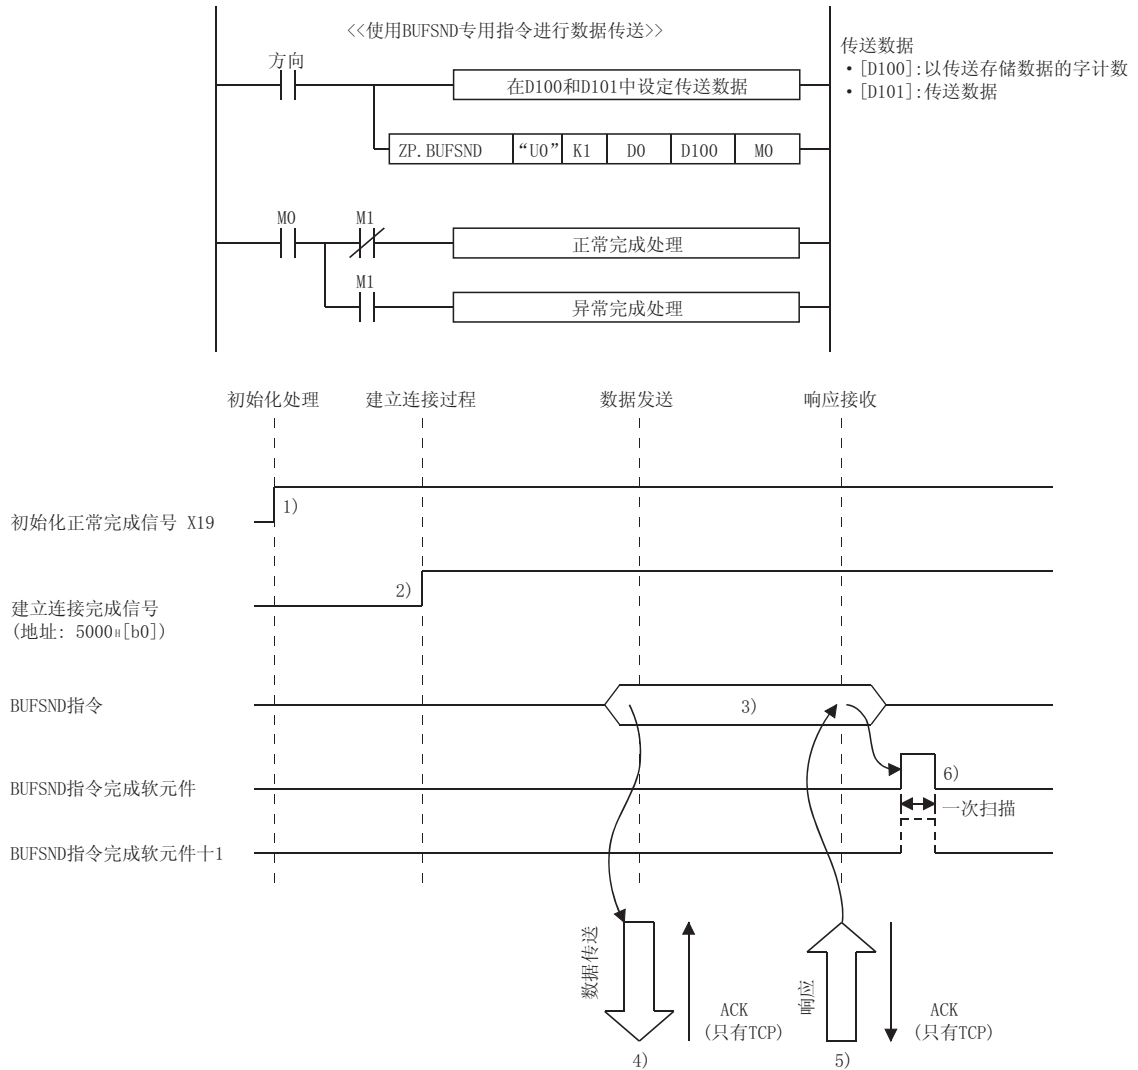 <<使用BUFSND专用指令进行数据传送>>
方向
在D100和D101中设定传送数据
传送数据
·[D100]:以传送存储数据的字计数
·[D101]:传送数据
ZP.BUFSND “U0” K1 D0 D100 M0
M0 M1
正常完成处理
M1
异常完成处理
初始化处理 建立连接过程 数据发送 响应接收
1)
初始化正常完成信号 X19
2)
建立连接完成信号
(地址: 5000H[b0])
BUFSND指令
3)
BUFSND指令完成软元件
6)
一次扫描
BUFSND指令完成软元件十1
数据传送
响应
ACK
(只有TCP)
ACK
(只有TCP)
4) 5)